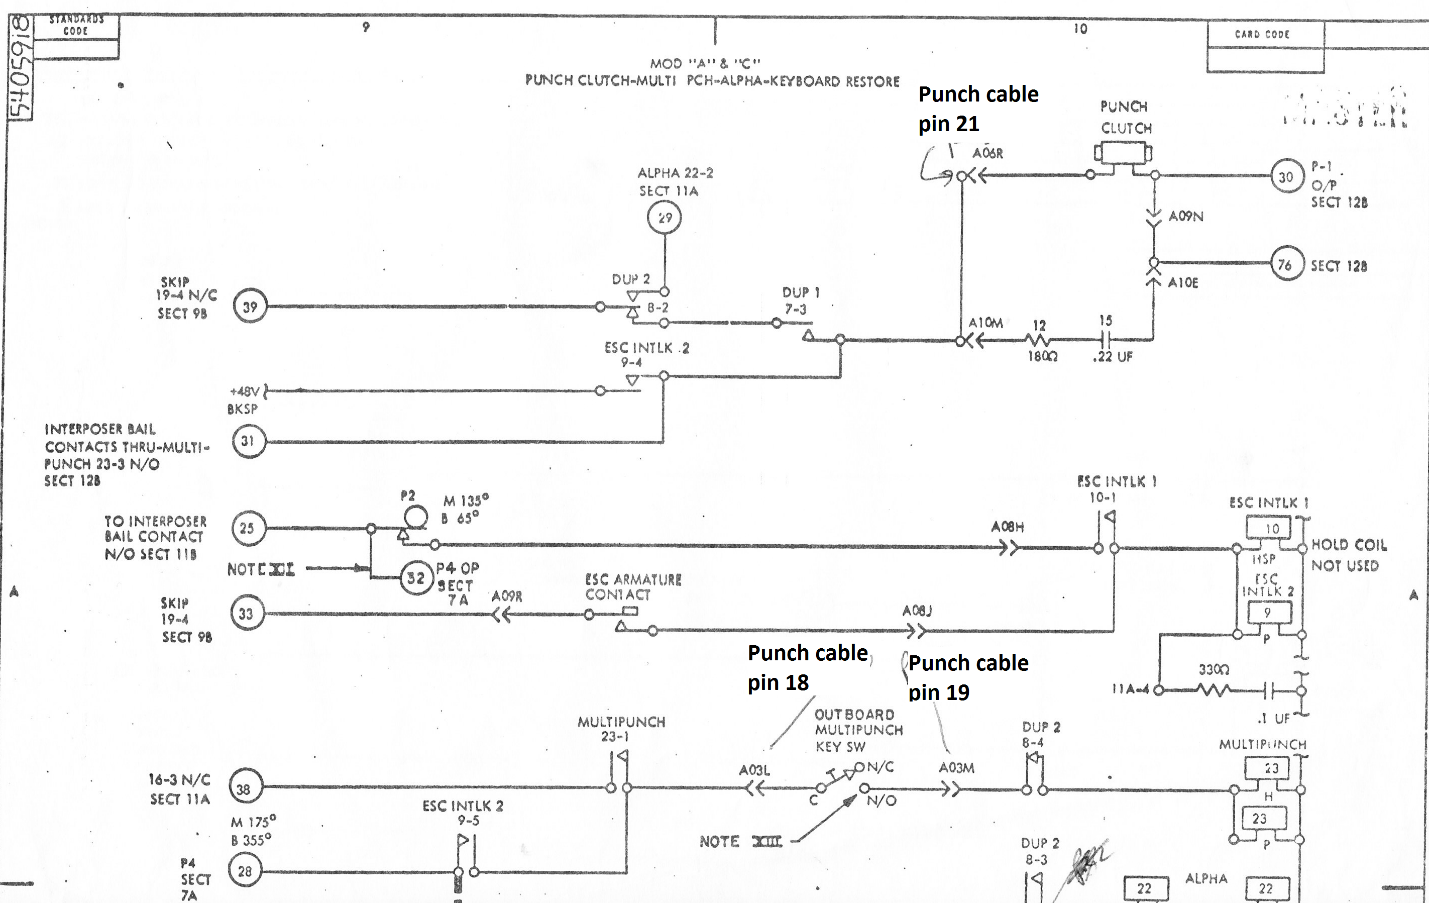 5405918
STANDARDS
CODE
9
10
CARD CODE
MOD "A" & "C"
PUNCH CLUTCH-MULTI PCH-ALPHA-KEYBOARD RESTORE
Punch cable
pin 21
PUNCH
CLUTCH
A06R
30
P-1
O/P
SECT 12B
ALPHA 22-2
SECT 11A
29
A09N
76
SECT 12B
A10E
SKIP
19-4 N/C
SECT 9B
39
DUP 2
8-2
DUP 1
7-3
A10M
12
180Ω
15
.22 UF
ESC INTLK .2
9-4
+48V
BKSP
INTERPOSER BAIL
CONTACTS THRU-MULTI-
PUNCH 23-3 N/O
SECT 12B
31
TO INTERPOSER
BAIL CONTACT
N/O SECT 11B
25
P2
M 135°
B 65°
A08H
ESC INTLK 1
10-1
ESC INTLK 1
10
HSP
HOLD COIL
NOT USED
32
P4 OP
SECT
7A
SKIP
19-4
SECT 9B
33
A09R
ESC ARMATURE
CONTACT
A08J
ESC
INTLK 2
9
P
11A-4
330Ω
.1 UF
Punch cable
pin 18
Punch cable
pin 19
MULTIPUNCH
23-1
OUTBOARD
MULTIPUNCH
KEY SW
16-3 N/C
SECT 11A
38
A03L
C
N/C
N/O
A03M
DUP 2
8-4
MULTIPUNCH
23
H
23
P
NOTE XIII
M 175°
B 355°
P4
SECT
7A
28
ESC INTLK 2
9-5
DUP 2
8-3
22
ALPHA
22
A
A